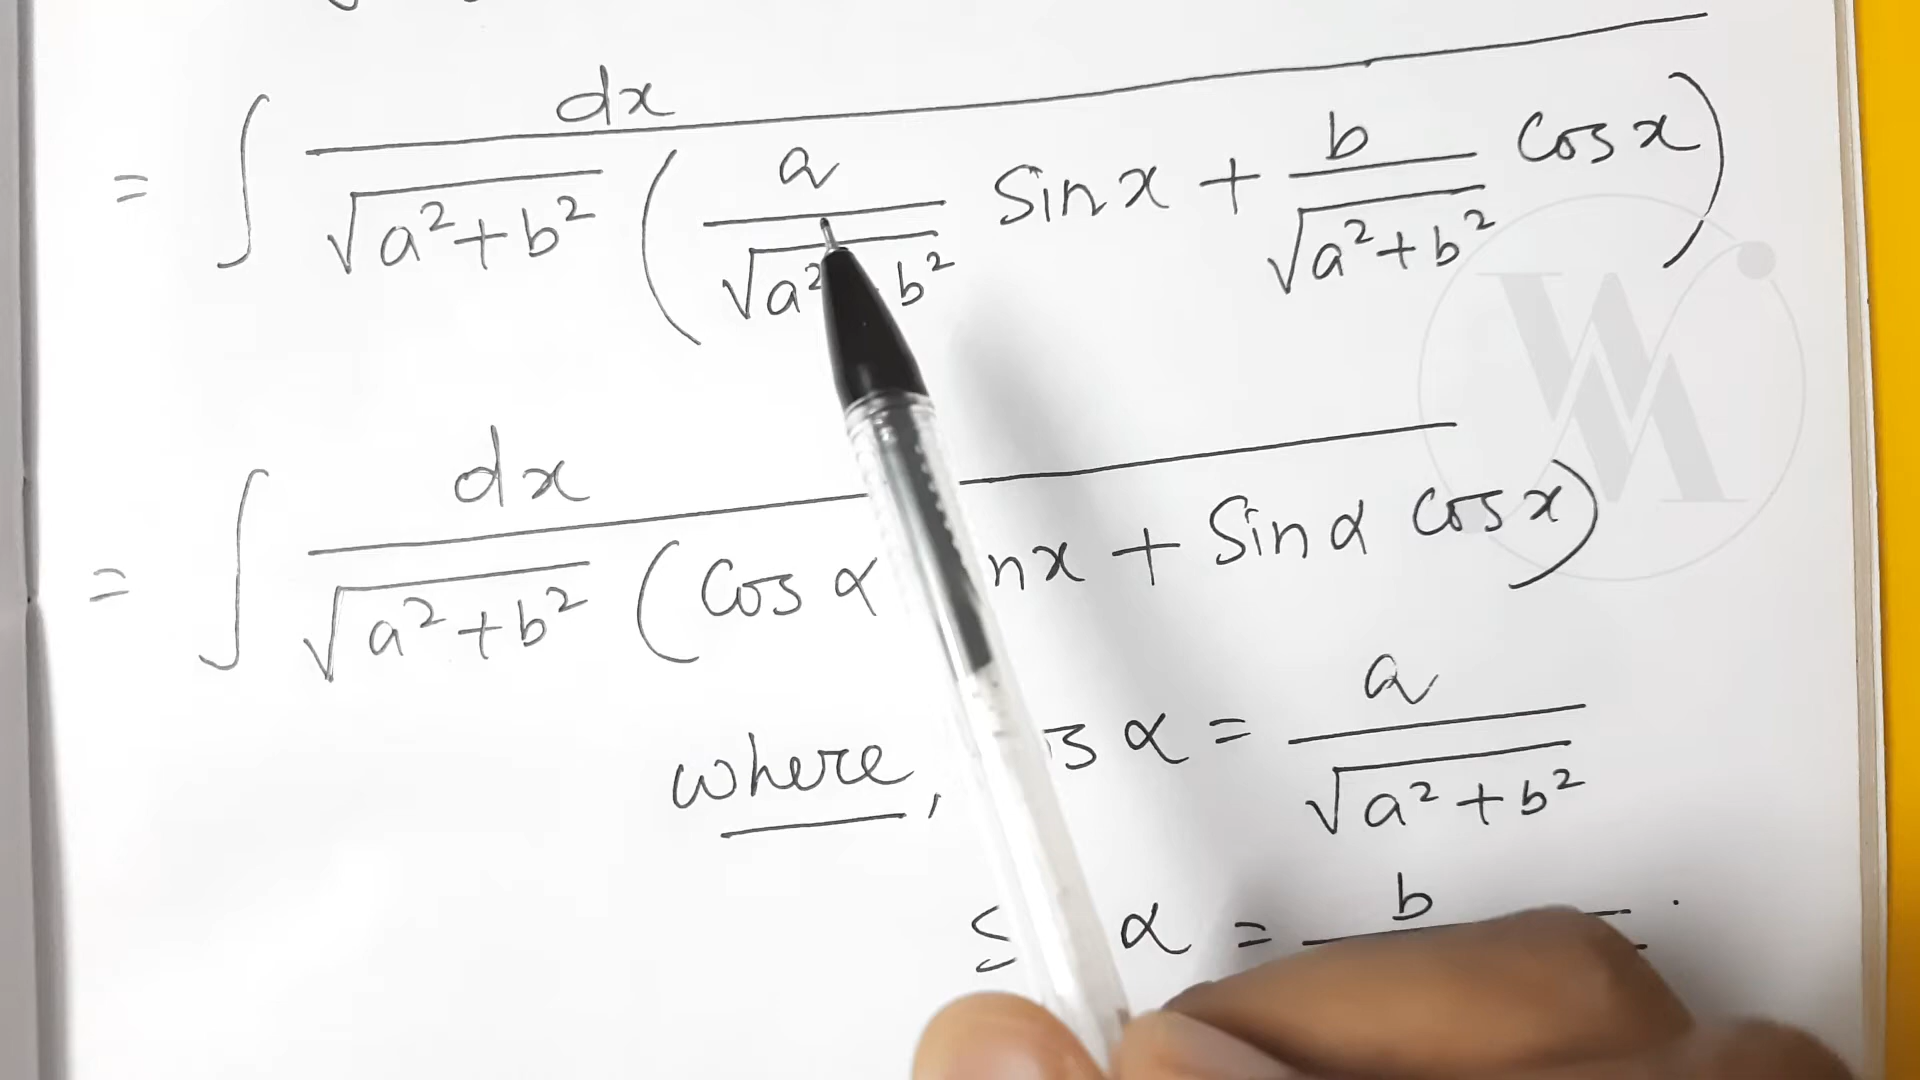 = ∫ dx / √a²+b² ( a / √a² b² Sin x + b / √a²+b² Cos x )
= ∫ dx / √a²+b² ( Cos α nx + Sin α Cos x )
where, s α = a / √a²+b²
S α = b